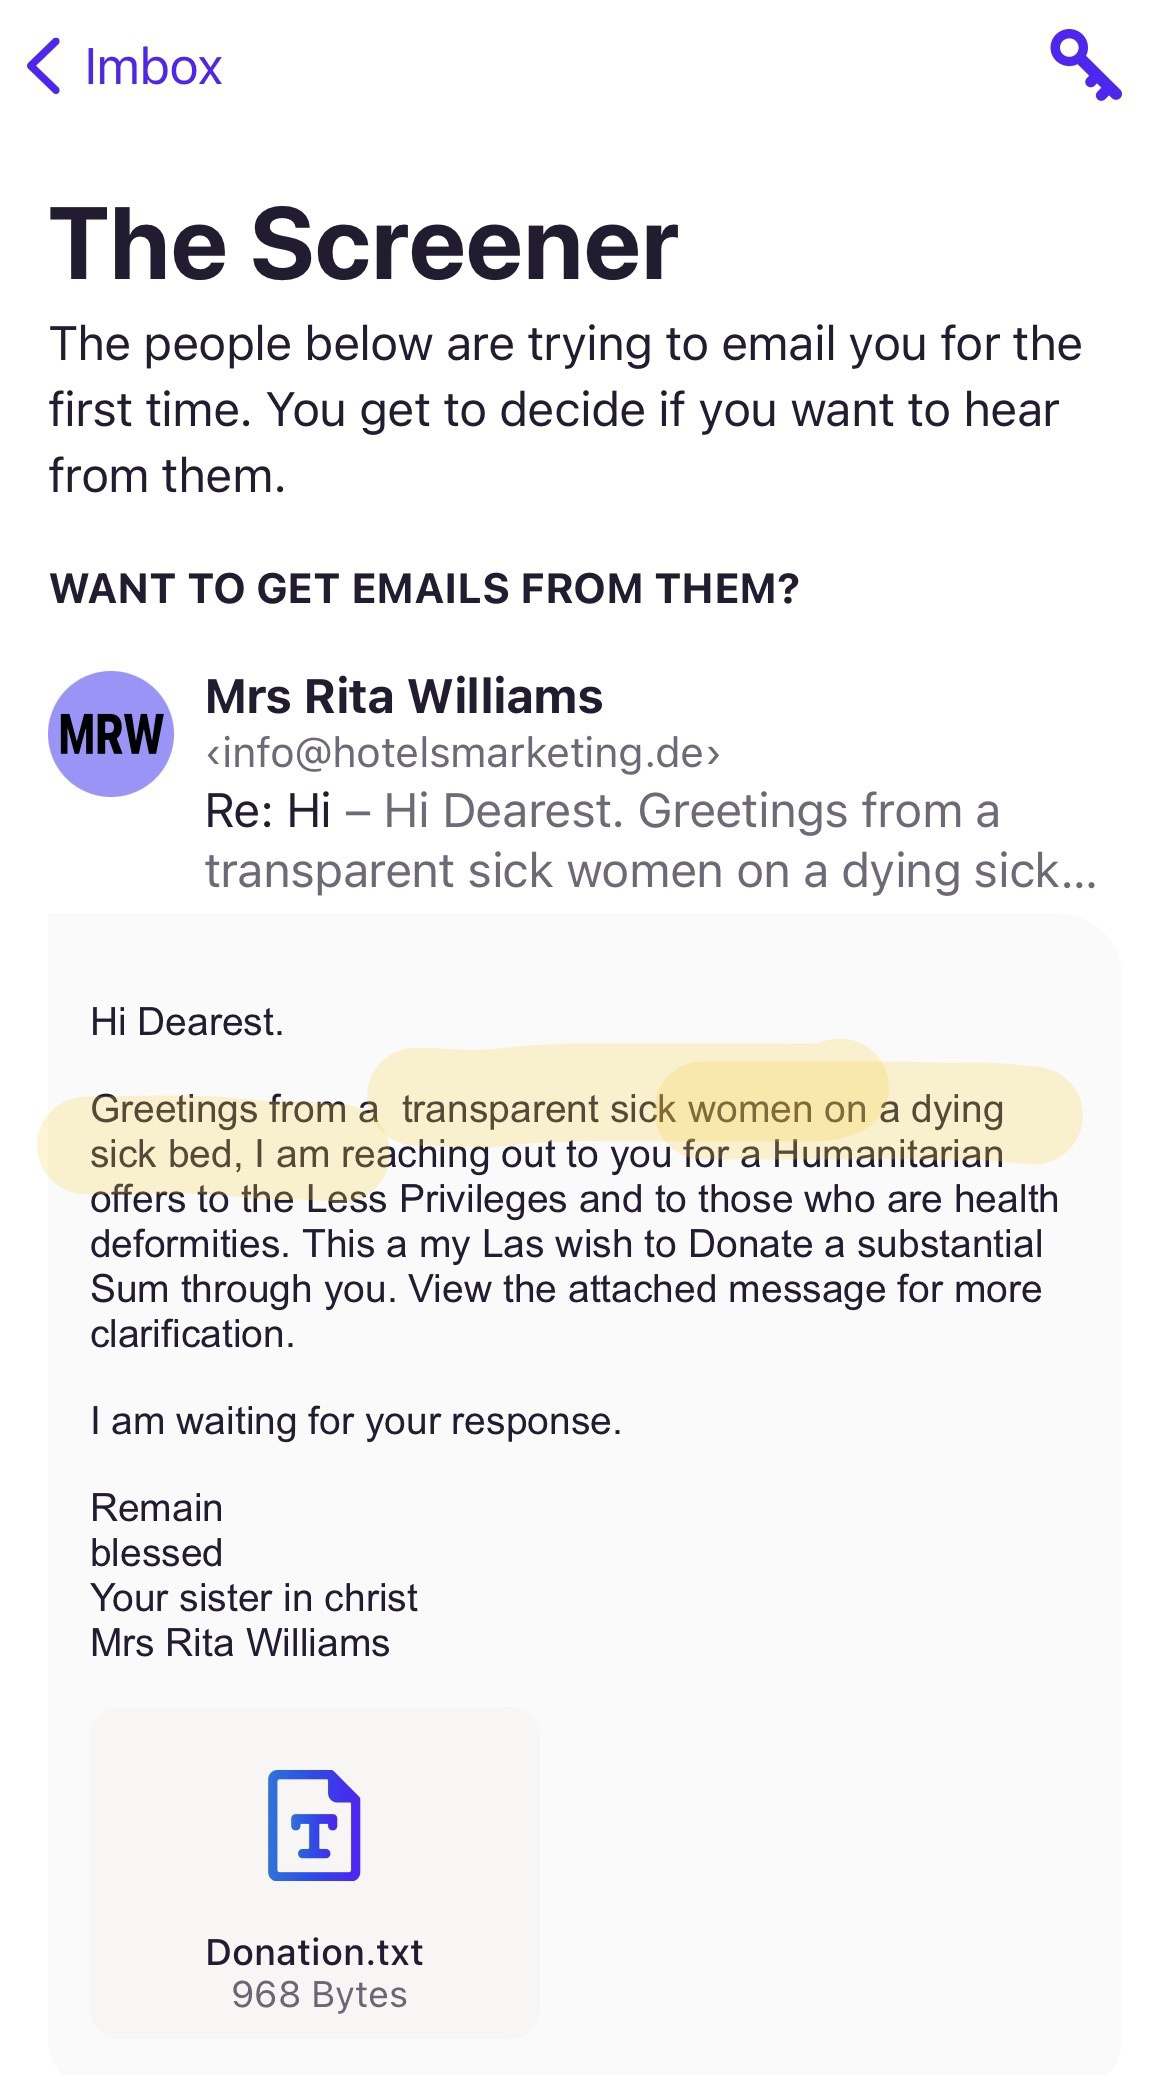 Imbox
The Screener
The people below are trying to email you for the
first time. You get to decide if you want to hear
from them.
WANT TO GET EMAILS FROM THEM?
MRW
Mrs Rita Williams
‹info@hotelsmarketing.de›
Re: Hi – Hi Dearest. Greetings from a
transparent sick women on a dying sick...
Hi Dearest.
Greetings from a  transparent sick women on a dying
sick bed, I am reaching out to you for a Humanitarian
offers to the Less Privileges and to those who are health
deformities. This a my Las wish to Donate a substantial
Sum through you. View the attached message for more
clarification.
I am waiting for your response.
Remain
blessed
Your sister in christ
Mrs Rita Williams
T
Donation.txt
968 Bytes